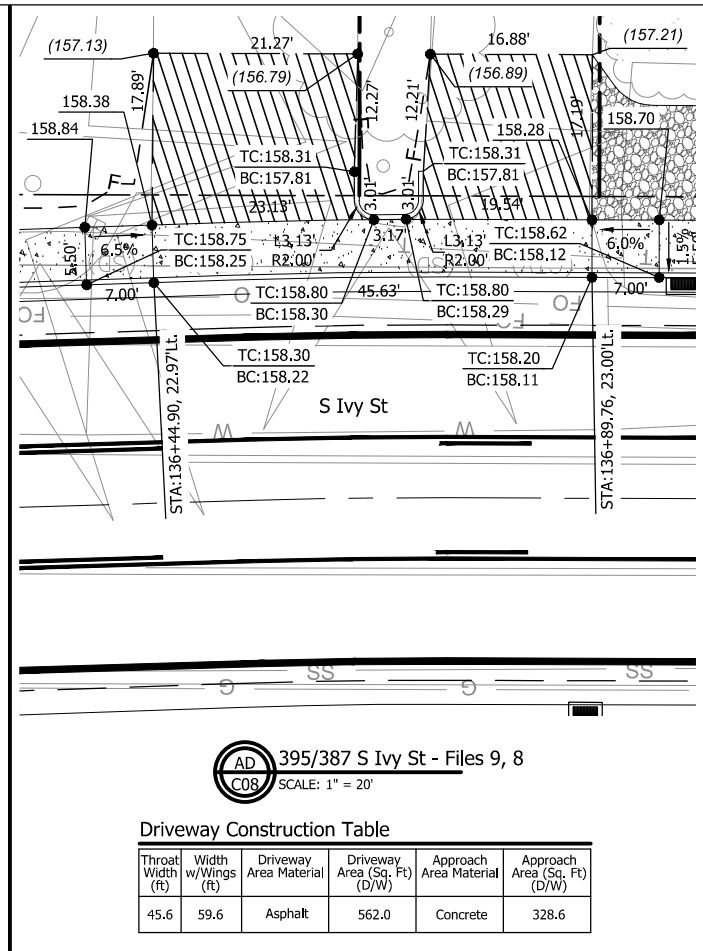 (157.13)
21.27'
16.88'
(157.21)
(156.79)
(156.89)
17.89'
12.27'
12.21'
17.19'
158.38
158.28
158.70
158.84
TC:158.31
BC:157.81
TC:158.31
BC:157.81
FL
F
23.13'
3.01'
3.01'
19.54'
5.50'
6.5%
TC:158.75
BC:158.25
L3.13'
R2.00'
3.17'
L3.13'
R2.00'
TC:158.62
BC:158.12
6.0%
1.5%
7.00'
TC:158.80
BC:158.30
45.63'
TC:158.80
BC:158.29
7.00'
FO
FO
FO
FO
TC:158.30
BC:158.22
TC:158.20
BC:158.11
STA:136+44.90, 22.97'Lt.
STA:136+89.76, 23.00'Lt.
S Ivy St
W
W
G
SS
G
SS
AD
C08
395/387 S Ivy St - Files 9, 8
SCALE: 1" = 20'
Driveway Construction Table
Throat Width (ft) Width w/Wings (ft) Driveway Area Material Driveway Area (Sq. Ft) (D/W) Approach Area Material Approach Area (Sq. Ft) (D/W)
45.6 59.6 Asphalt 562.0 Concrete 328.6